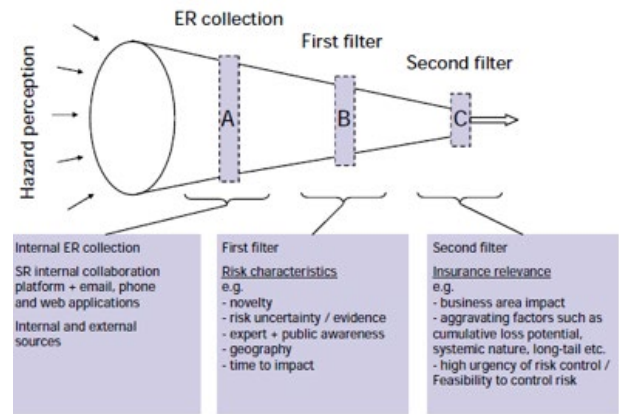 ER collection
First filter
Second filter
Hazard perception
A
B
C
Internal ER collection
SR internal collaboration
platform + email, phone
and web applications
Internal and external
sources
First filter
Risk characteristics
e.g.
- novelty
- risk uncertainty / evidence
- expert + public awareness
- geography
- time to impact
Second filter
Insurance relevance
e.g.
- business area impact
- aggravating factors such as
cumulative loss potential,
systemic nature, long-tail etc.
- high urgency of risk control /
Feasibility to control risk